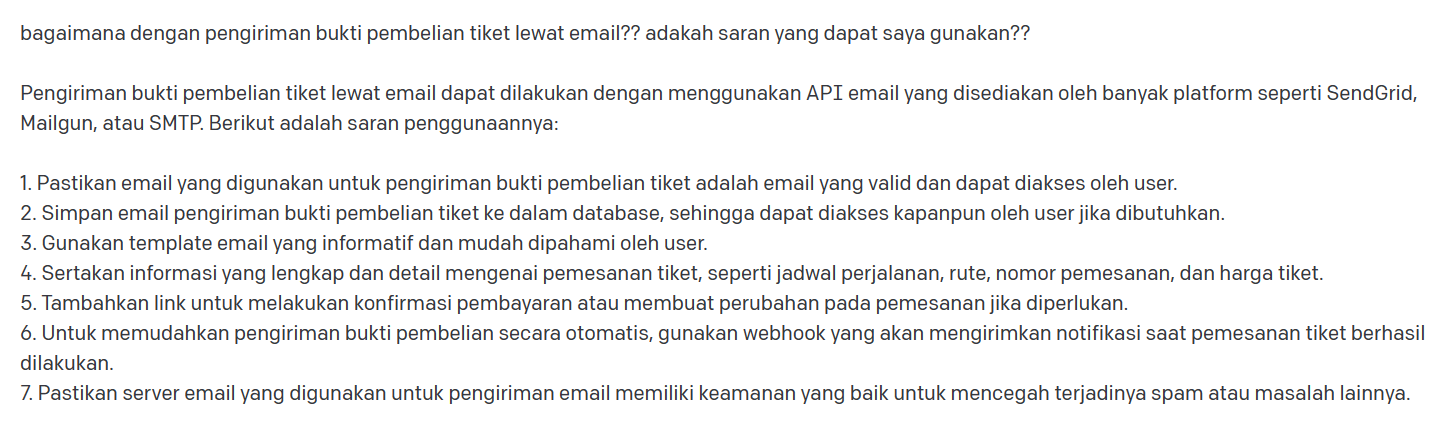 bagaimana dengan pengiriman bukti pembelian tiket lewat email?? adakah saran yang dapat saya gunakan??
Pengiriman bukti pembelian tiket lewat email dapat dilakukan dengan menggunakan API email yang disediakan oleh banyak platform seperti SendGrid,
Mailgun, atau SMTP. Berikut adalah saran penggunaannya:
1. Pastikan email yang digunakan untuk pengiriman bukti pembelian tiket adalah email yang valid dan dapat diakses oleh user.
2. Simpan email pengiriman bukti pembelian tiket ke dalam database, sehingga dapat diakses kapanpun oleh user jika dibutuhkan.
3. Gunakan template email yang informatif dan mudah dipahami oleh user.
4. Sertakan informasi yang lengkap dan detail mengenai pemesanan tiket, seperti jadwal perjalanan, rute, nomor pemesanan, dan harga tiket.
5. Tambahkan link untuk melakukan konfirmasi pembayaran atau membuat perubahan pada pemesanan jika diperlukan.
6. Untuk memudahkan pengiriman bukti pembelian secara otomatis, gunakan webhook yang akan mengirimkan notifikasi saat pemesanan tiket berhasil
dilakukan.
7. Pastikan server email yang digunakan untuk pengiriman email memiliki keamanan yang baik untuk mencegah terjadinya spam atau masalah lainnya.